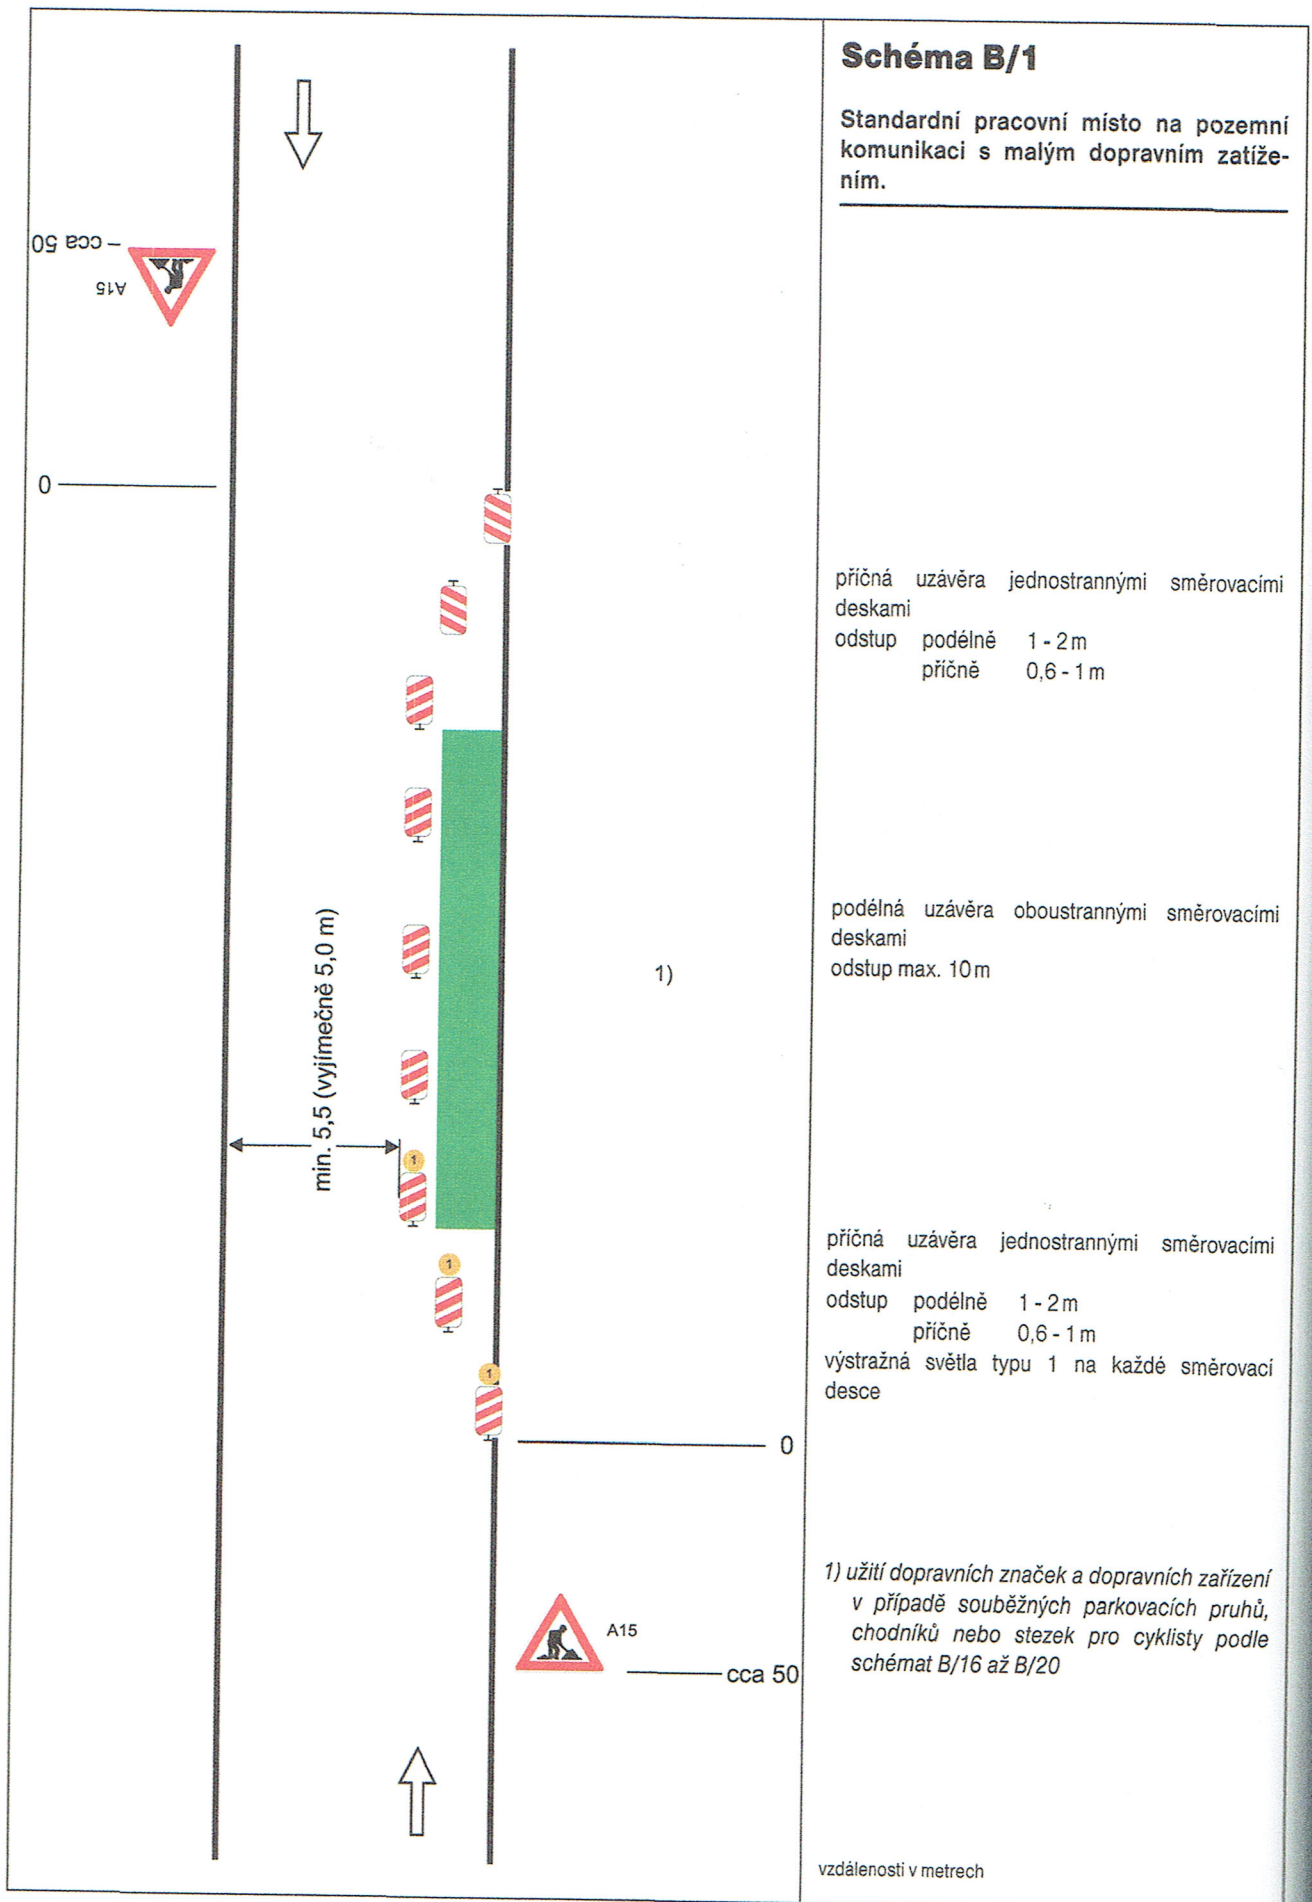 Schéma B/1
Standardní pracovní místo na pozemní
komunikaci s malým dopravním zatíže-
ním.
cca 50
A15
0
příčná uzávěra jednostrannými směrovacími
deskami
odstup podélně 1 - 2 m
příčně 0,6 - 1 m
podélná uzávěra oboustrannými směrovacími
deskami
odstup max. 10 m
1)
min. 5,5 (vyjímečně 5,0 m)
1
1
1
příčná uzávěra jednostrannými směrovacími
deskami
odstup podélně 1 - 2 m
příčně 0,6 - 1 m
výstražná světla typu 1 na každé směrovací
desce
0
A15
cca 50
1) užití dopravních značek a dopravních zařízení
v případě souběžných parkovacích pruhů,
chodníků nebo stezek pro cyklisty podle
schémat B/16 až B/20
vzdálenosti v metrech